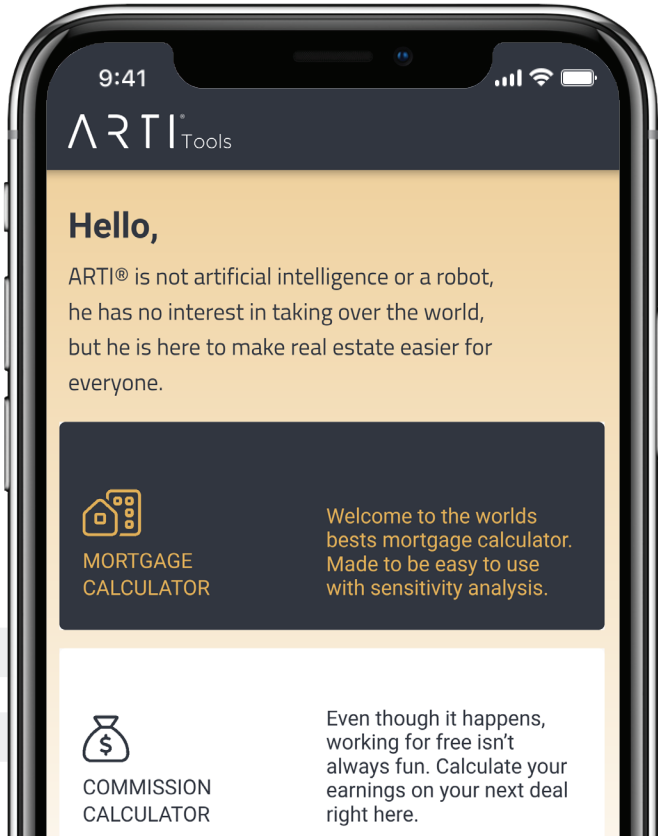 9:41
ARTI® Tools
Hello,
ARTI® is not artificial intelligence or a robot,
he has no interest in taking over the world,
but he is here to make real estate easier for
everyone.
MORTGAGE
CALCULATOR
Welcome to the worlds
bests mortgage calculator.
Made to be easy to use
with sensitivity analysis.
$
COMMISSION
CALCULATOR
Even though it happens,
working for free isn’t
always fun. Calculate your
earnings on your next deal
right here.